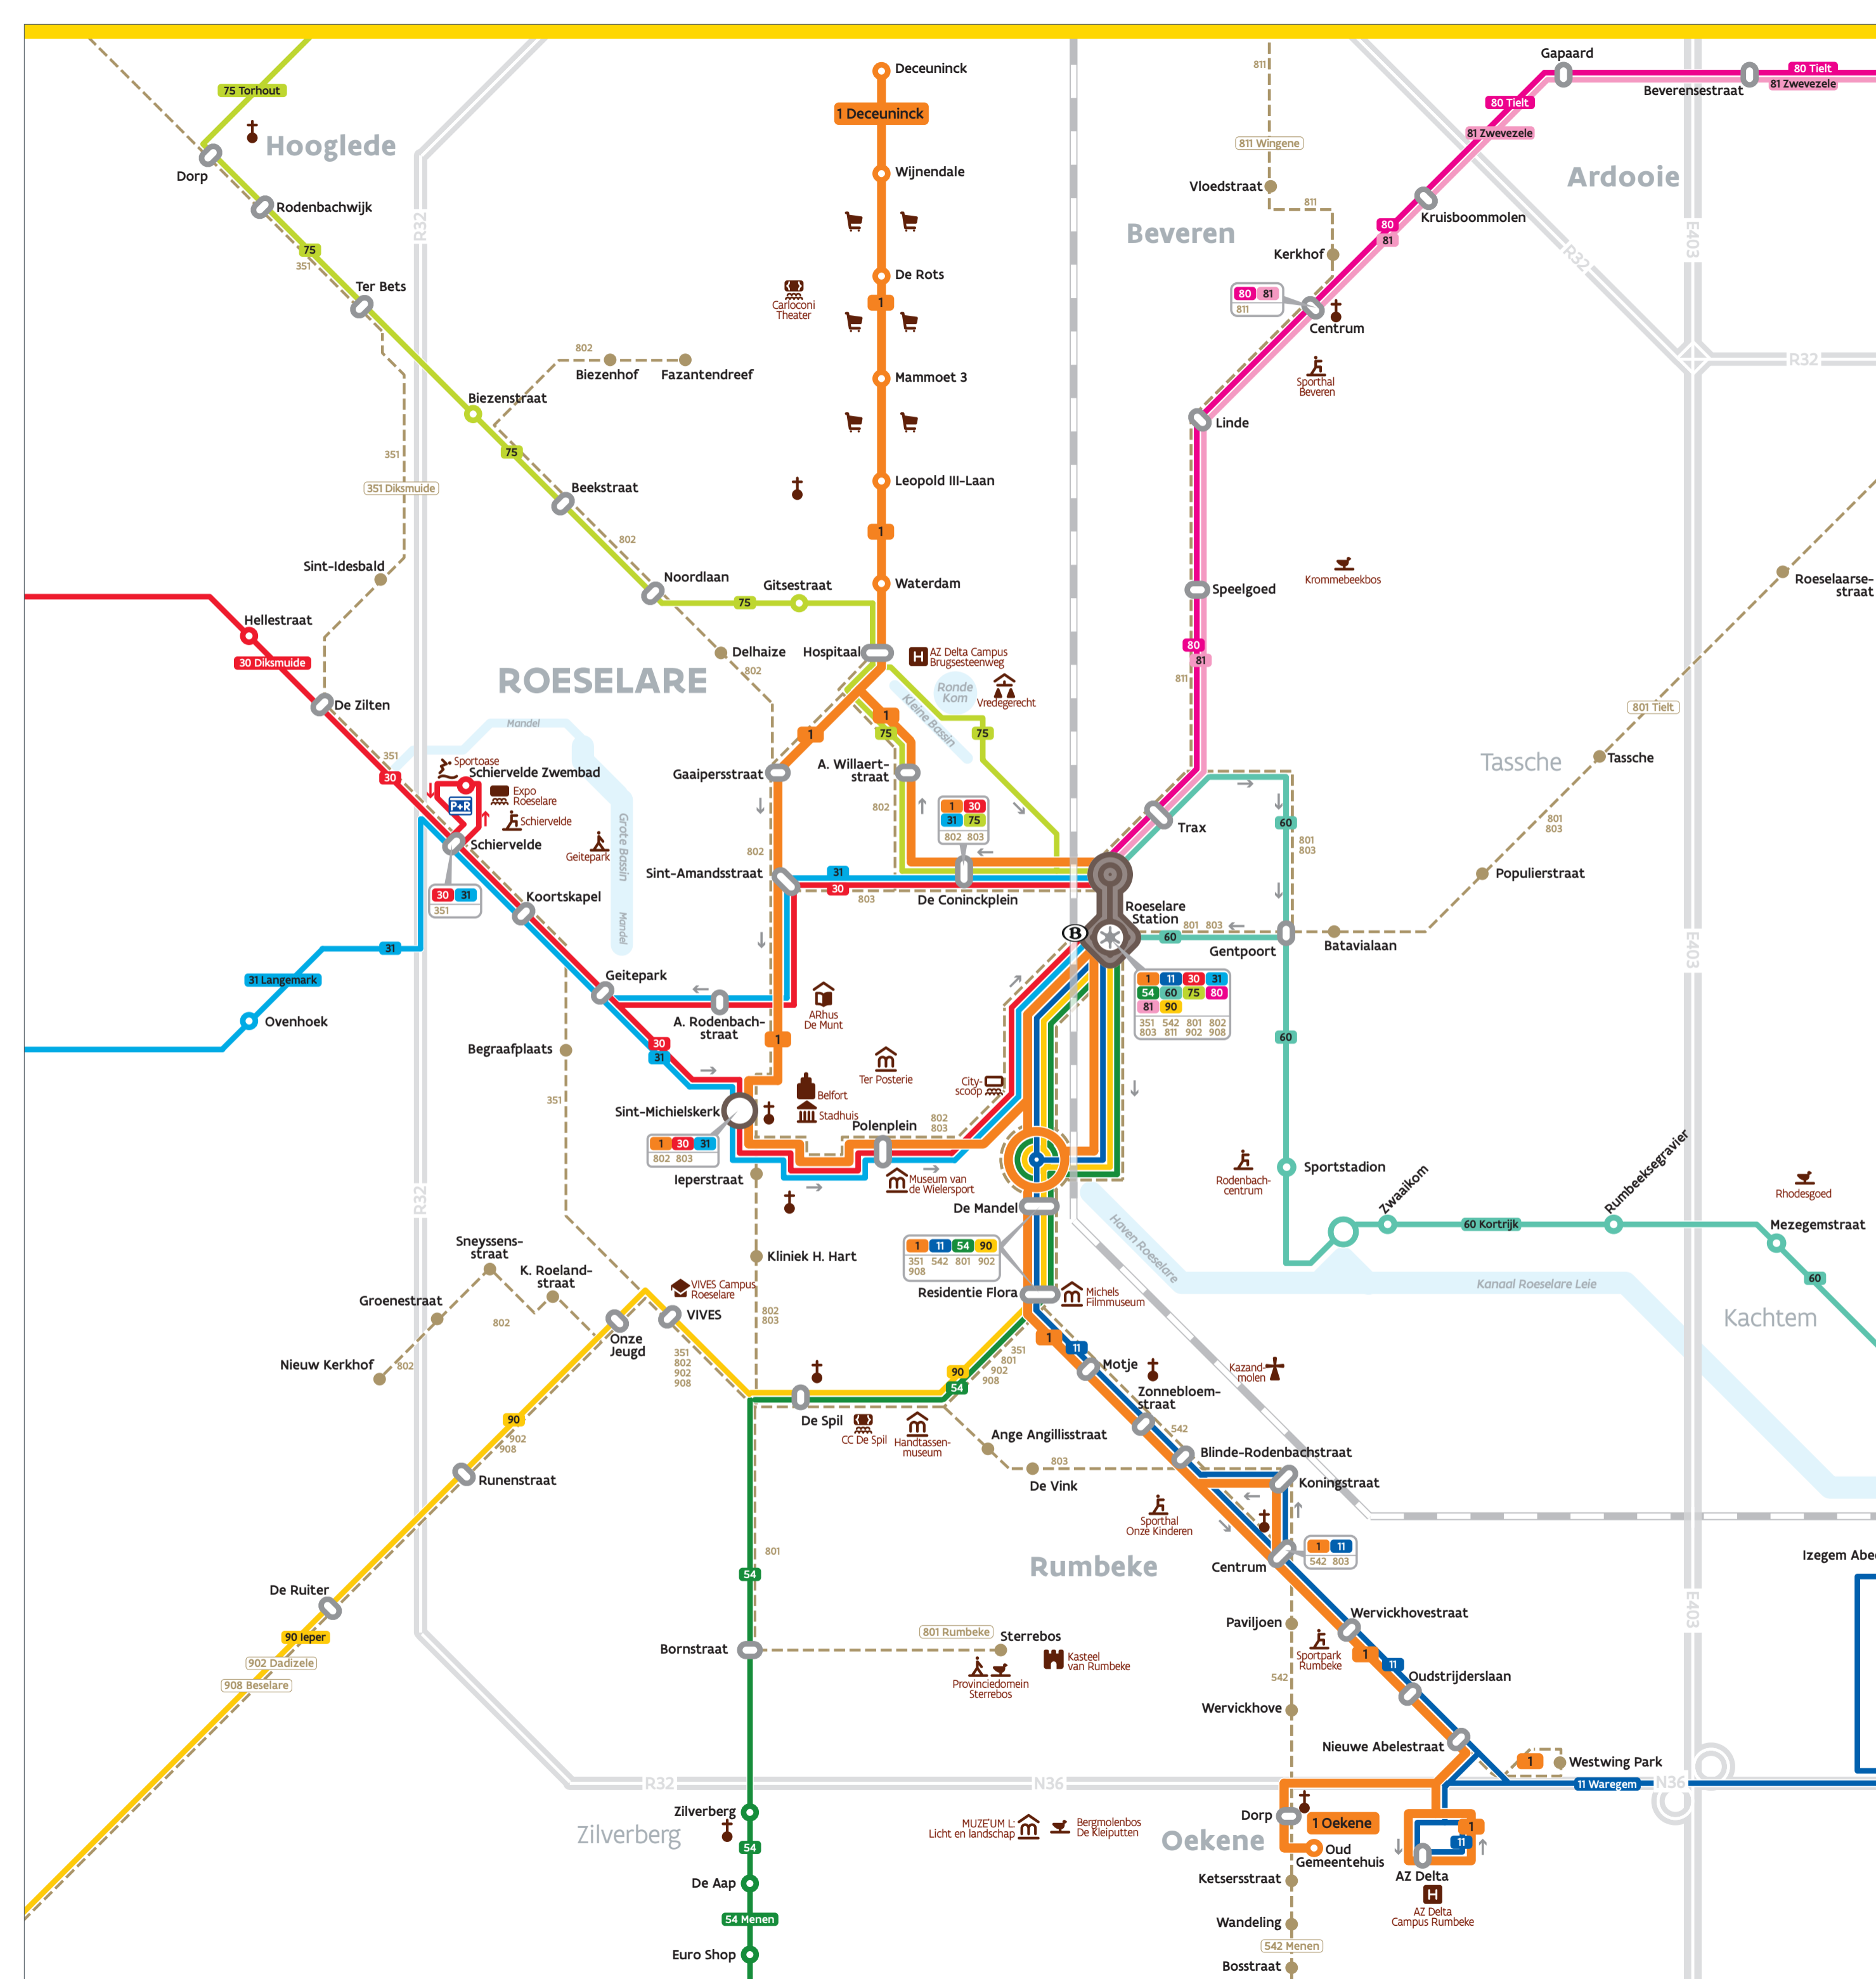 Deceuninck
1 Deceuninck
Gapaard
80 Tielt
81 Zwevezele
Beverensestraat
80 Tielt
81 Zwevezele
75 Torhout
Hooglede
Dorp
Rodenbachwijk
75
351
Ter Bets
R32
Wijnendale
De Rots
1
Carloconi
Theater
Mammoet 3
Leopold III-Laan
1
Waterdam
811
811 Wingene
Vloedstraat
811
Beveren
Kerkhof
80 81
811
Centrum
80
81
Kruisboommolen
Ardooie
R32
E403
R32
Sporthal
Beveren
Linde
802
Biezenhof
Fazantendreef
Biezenstraat
75
351
351 Diksmuide
Beekstraat
802
Sint-Idesbald
Noordlaan
75
Gitsestraat
Speelgoed
Krommebeekbos
Roeselaarse-
straat
Hellestraat
30 Diksmuide
De Zilten
ROESELARE
Delhaize
802
Hospitaal
AZ Delta Campus
Brugsesteenweg
Ronde
Kom
Vredegerecht
Kleine Bassin
80
81
811
801 Tielt
Tassche
Tassche
Mandel
351
30
Sportoase
Schiervelde Zwembad
P+R
Expo
Roeselare
Schiervelde
Schiervelde
Geitepark
Grote Bassin
Mandel
1
1
75
75
Gaaipersstraat
A. Willaert-
straat
802
1 30
31 75
802 803
Trax
60
801
803
801
803
Populierstraat
30 31
351
Koortskapel
802
Sint-Amandsstraat
31
30
803
De Coninckplein
Roeselare
Station
B
60
801 803
Gentpoort
Batavialaan
E403
31
31 Langemark
Ovenhoek
Geitepark
A. Rodenbach-
straat
ARhus
De Munt
1 11 30 31
54 60 75 80
81 90
351 542 801 802
803 811 902 908
60
Begraafplaats
30
31
1
351
Sint-Michielskerk
1 30 31
802 803
Belfort
Stadhuis
Ter Posterie
City-
scoop
Polenplein
802
803
Ieperstraat
Museum van
de Wielersport
De Mandel
Rodenbach-
centrum
Sportstadion
Zwaaikom
Rumbeeksegravier
Rhodesgoed
60 Kortrijk
Mezegemstraat
60
R32
Haven Roeselare
Kanaal Roeselare Leie
Kachtem
Sneyssens-
straat
K. Roeland-
straat
Groenestraat
802
Nieuw Kerkhof
802
Kliniek H. Hart
1 11 54 90
351 542 801 902
908
Residentie Flora
Michels
Filmmuseum
VIVES Campus
Roeselare
VIVES
Onze
Jeugd
802
803
351
802
902
908
1
11
351
801
902
908
90
54
Motje
Kazand-
molen
Zonnebloem-
straat
542
De Spil
CC De Spil
Handtassen-
museum
Ange Angillisstraat
803
De Vink
Blinde-Rodenbachstraat
Koningstraat
90
902
908
Runenstraat
Sporthal
Onze Kinderen
Centrum
1 11
542 803
Rumbeke
801
54
De Ruiter
90 Ieper
902 Dadizele
908 Beselare
Bornstraat
801 Rumbeke
Sterrebos
Kasteel
van Rumbeke
Provinciedomein
Sterrebos
Paviljoen
Wervickhovestraat
Sportpark
Rumbeke
1
11
542
Oudstrijderslaan
Wervickhove
Nieuwe Abelestraat
1
Westwing Park
E403
R32
N36
11 Waregem
N36
Zilverberg
Zilverberg
54
De Aap
54 Menen
Euro Shop
MUZE'UM L:
Licht en landschap
Bergmolenbos
De Kleiputten
Dorp
1 Oekene
Oekene
Oud
Gemeentehuis
1
11
AZ Delta
AZ Delta
Campus Rumbeke
Ketsersstraat
Wandeling
542 Menen
Bosstraat